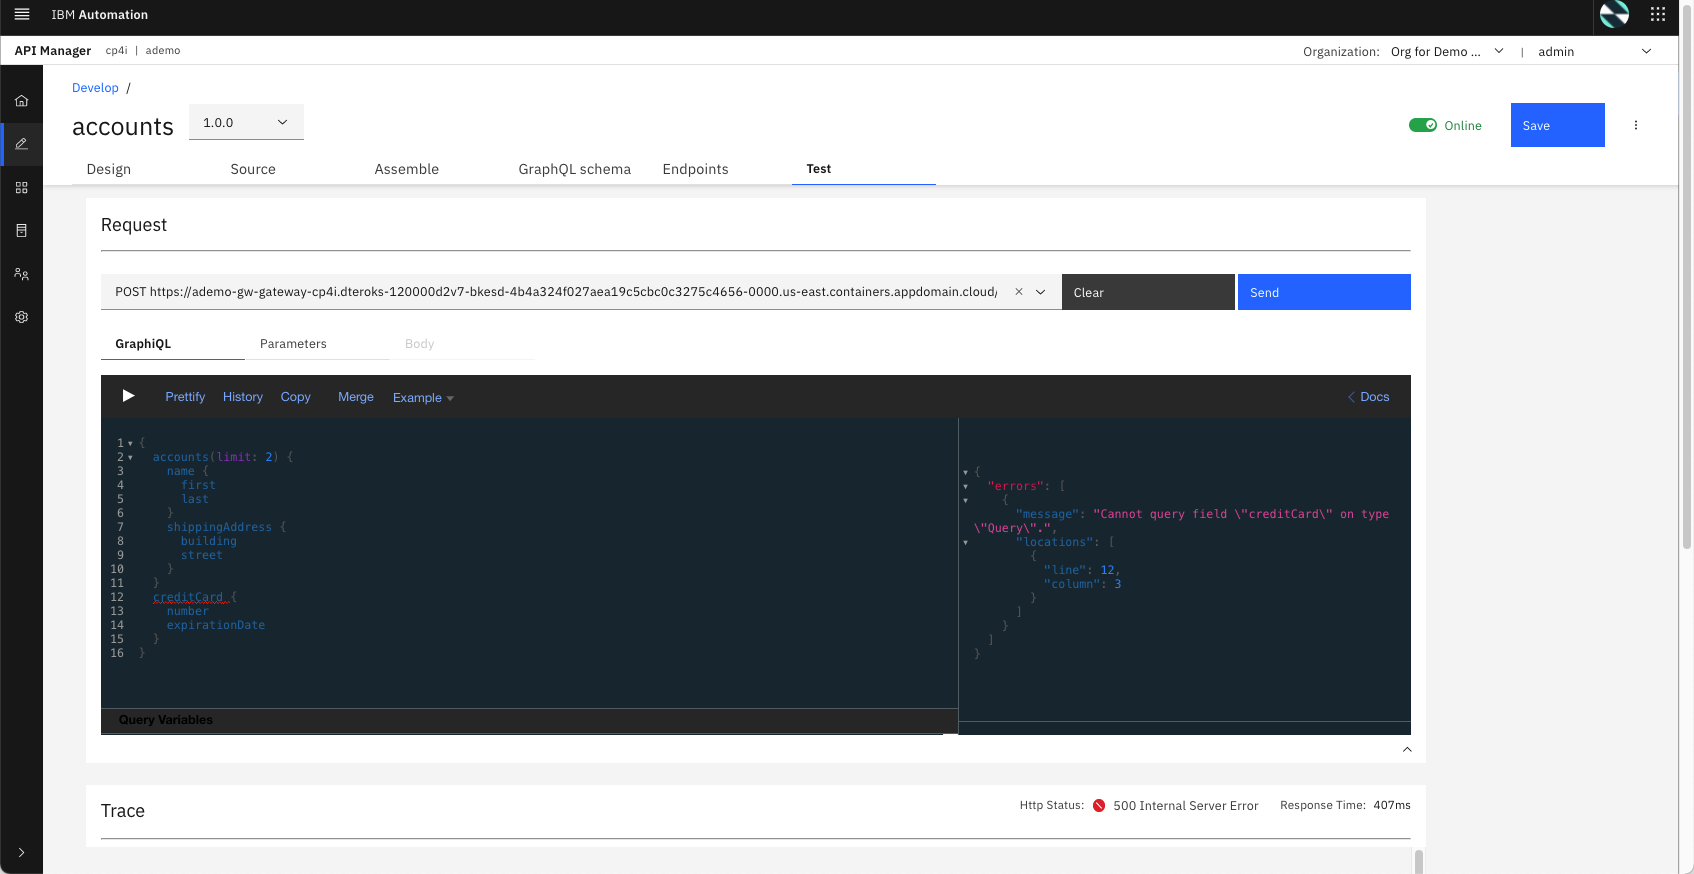 IBM Automation
API Manager cp4i | ademo
Organization: Org for Demo ... | admin
Develop /
accounts 1.0.0
Online
Save
Design Source Assemble GraphQL schema Endpoints Test
Request
POST https://ademo-gw-gateway-cp4i.dteroks-120000d2v7-bkesd-4b4a324f027aea19c5cbc0c3275c4656-0000.us-east.containers.appdomain.cloud/
Clear
Send
GraphiQL Parameters Body
Prettify History Copy Merge Example Docs
1 {
2 accounts(limit: 2) {
3 name {
4 first
5 last
6 }
7 shippingAddress {
8 building
9 street
10 }
11 }
12 creditCard {
13 number
14 expirationDate
15 }
16 }
{
"errors": [
{
"message": "Cannot query field \"creditCard\" on type
\"Query\".",
"locations": [
{
"line": 12,
"column": 3
}
]
}
]
}
Query Variables
Trace
Http Status: 500 Internal Server Error Response Time: 407ms